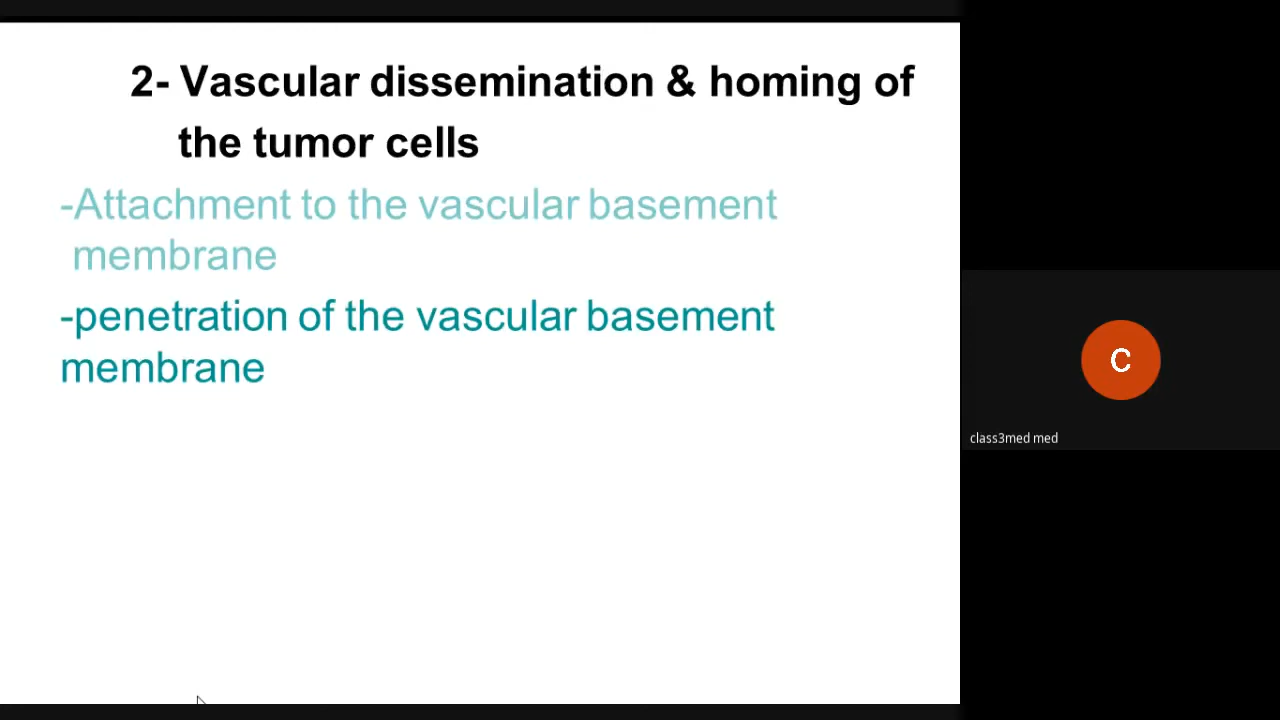 2- Vascular dissemination & homing of
the tumor cells
-Attachment to the vascular basement
membrane
-penetration of the vascular basement
membrane
C
class3med med